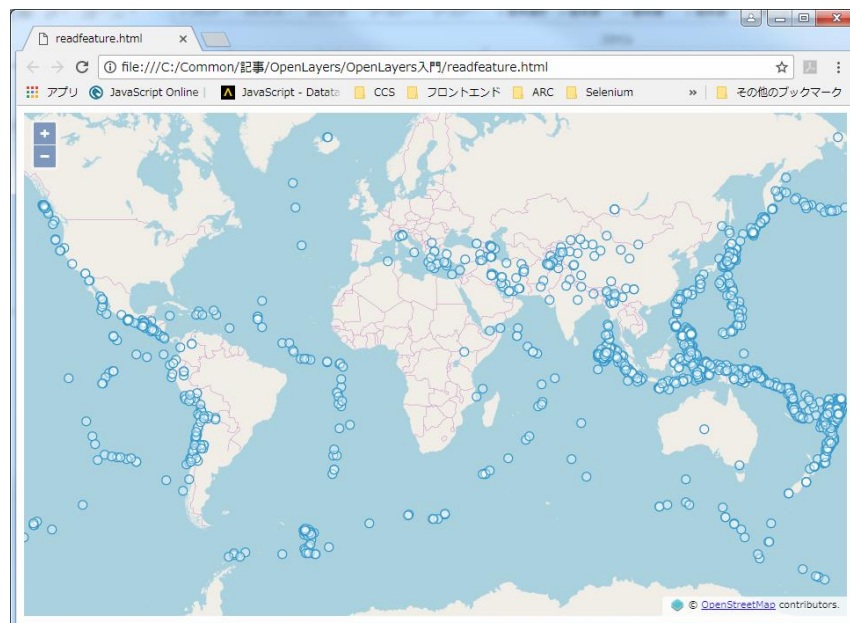 readfeature.html
file:///C:/Common/記事/OpenLayers/OpenLayers入門/readfeature.html
アプリ JavaScript Online | JavaScript - Datata CCS フロントエンド ARC Selenium » その他のブックマーク
+
−
© OpenStreetMap contributors.